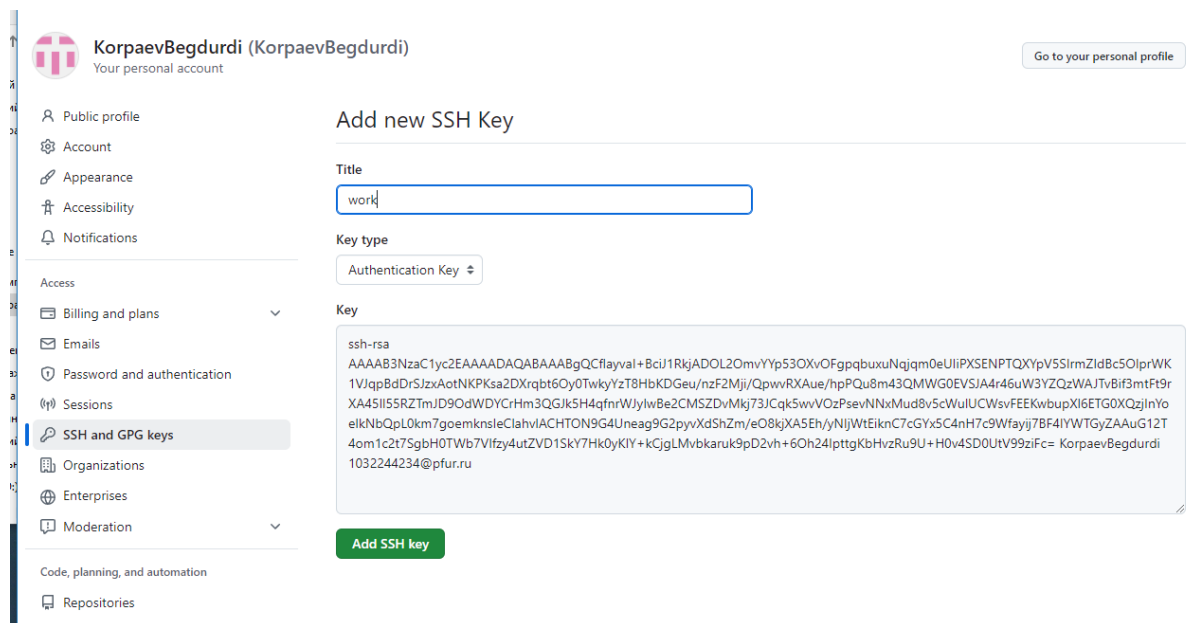 KorpaevBegdurdi (KorpaevBegdurdi)
Your personal account
Go to your personal profile
Public profile
Account
Appearance
Accessibility
Notifications
Access
Billing and plans
Emails
Password and authentication
Sessions
SSH and GPG keys
Organizations
Enterprises
Moderation
Code, planning, and automation
Repositories
Add new SSH Key
Title
work
Key type
Authentication Key
Key
ssh-rsa
KorpaevBegdurdi
1032244234@pfur.ru
Add SSH key